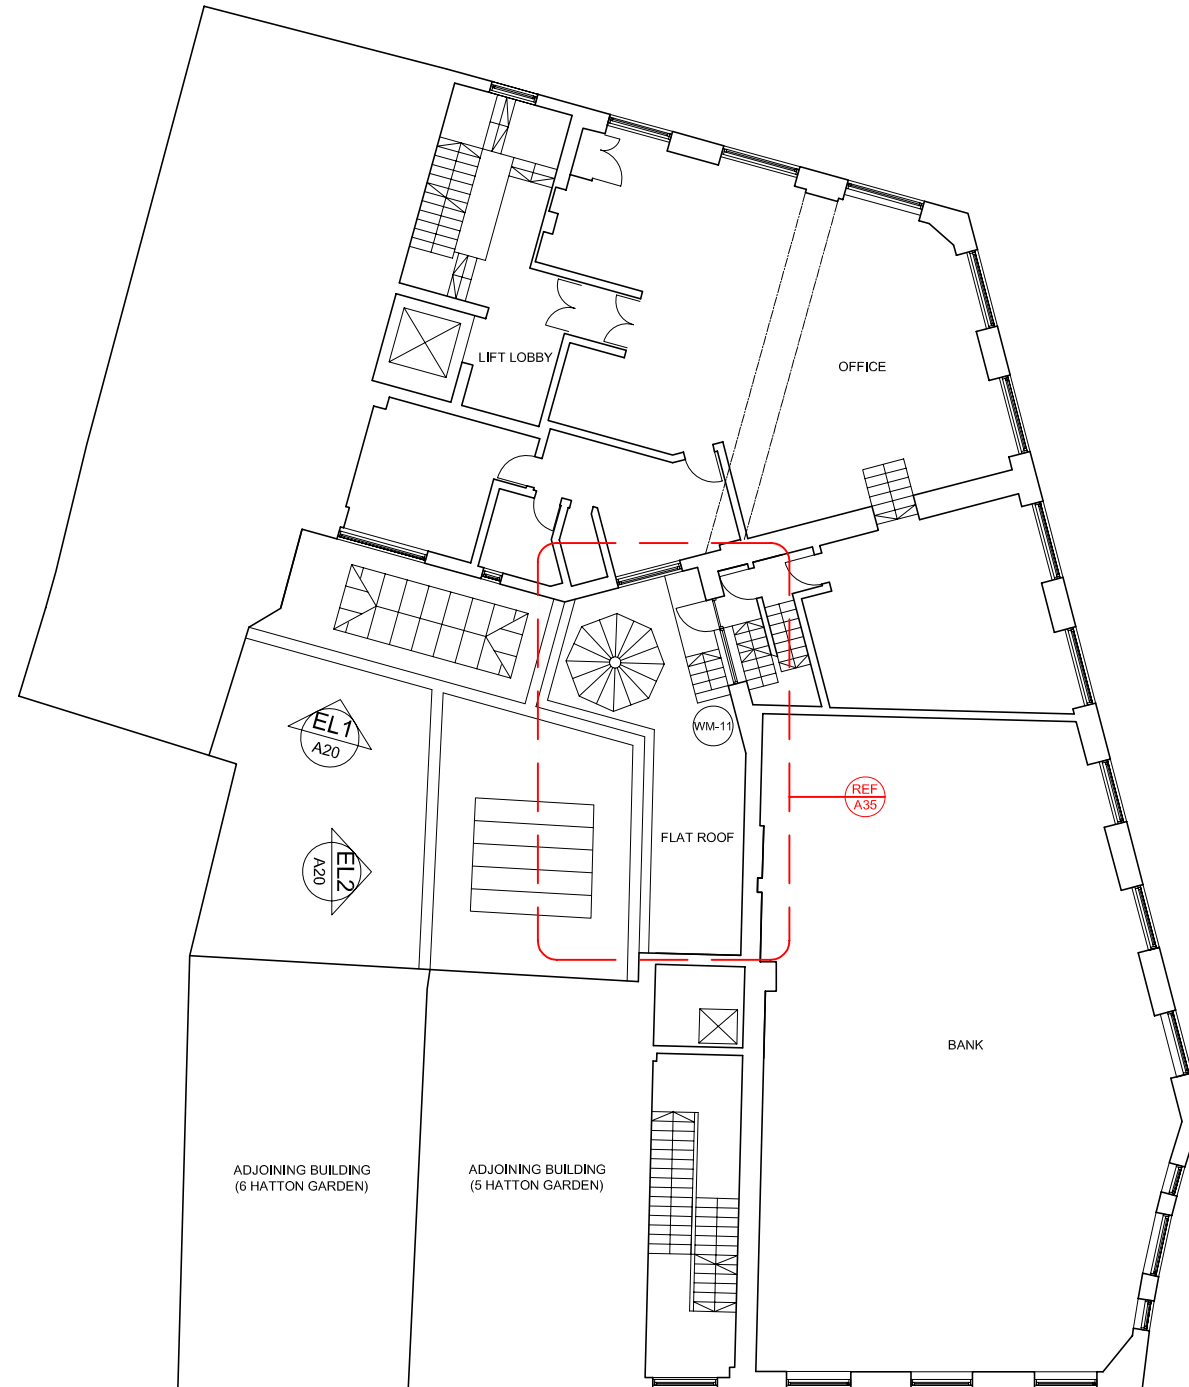 LIFT LOBBY
OFFICE
EL1
A20
WM-11
REF
A35
FLAT ROOF
EL2
A20
BANK
ADJOINING BUILDING
(6 HATTON GARDEN)
ADJOINING BUILDING
(5 HATTON GARDEN)